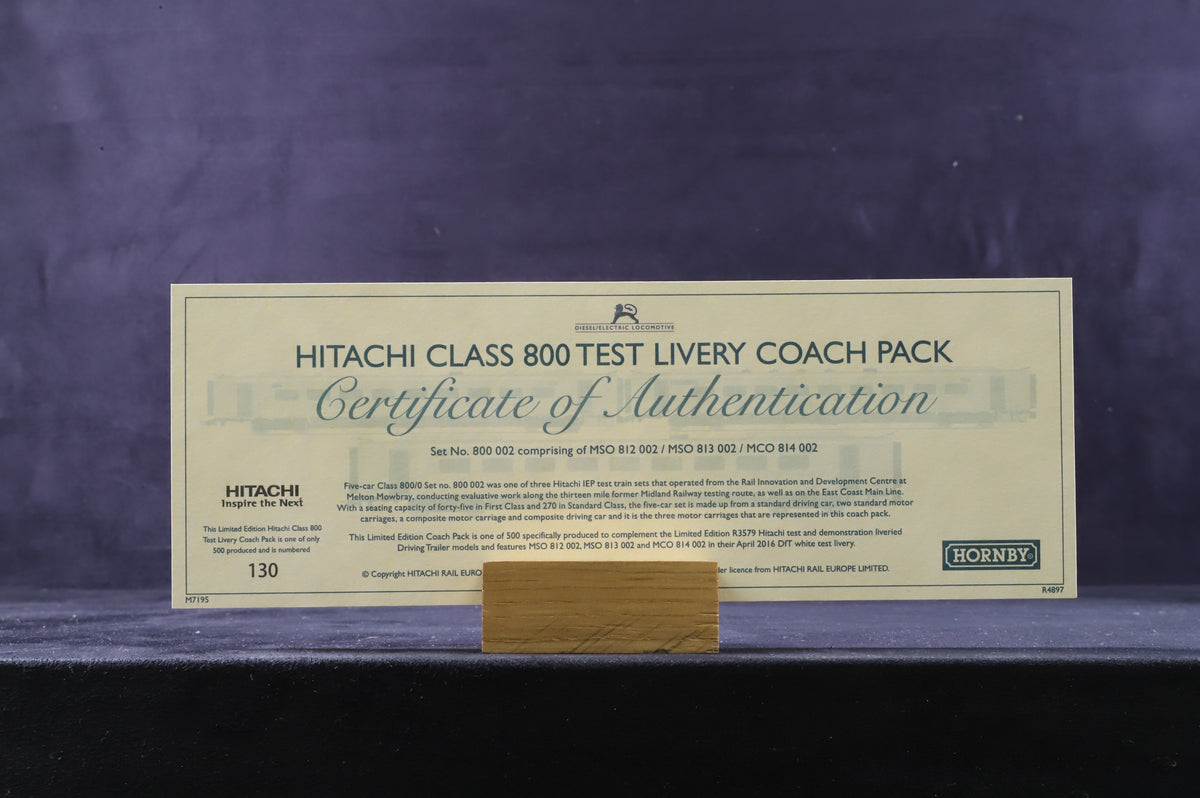 DIESEL/ELECTRIC LOCOMOTIVE
HITACHI CLASS 800 TEST LIVERY COACH PACK
Certificate of Authentication
Set No. 800 002 comprising of MSO 812 002 / MSO 813 002 / MCO 814 002
HITACHI
Inspire the Next
This Limited Edition Hitachi Class 800
Test Livery Coach Pack is one of only
500 produced and is numbered
130
Five-car Class 800/0 Set no. 800 002 was one of three Hitachi IEP test train sets that operated from the Rail Innovation and Development Centre at
Melton Mowbray, conducting evaluative work along the thirteen mile former Midland Railway testing route, as well as on the East Coast Main Line.
With a seating capacity of forty-five in First Class and 270 in Standard Class, the five-car set is made up from a standard driving car, two standard motor
carriages, a composite motor carriage and composite driving car and it is the three motor carriages that are represented in this coach pack.
This Limited Edition Coach Pack is one of 500 specifically produced to complement the Limited Edition R3579 Hitachi test and demonstration liveried
Driving Trailer models and features MSO 812 002, MSO 813 002 and MCO 814 002 in their April 2016 DfT white test livery.
© Copyright HITACHI RAIL EURO der licence from HITACHI RAIL EUROPE LIMITED.
HORNBY®
M7195
R4897